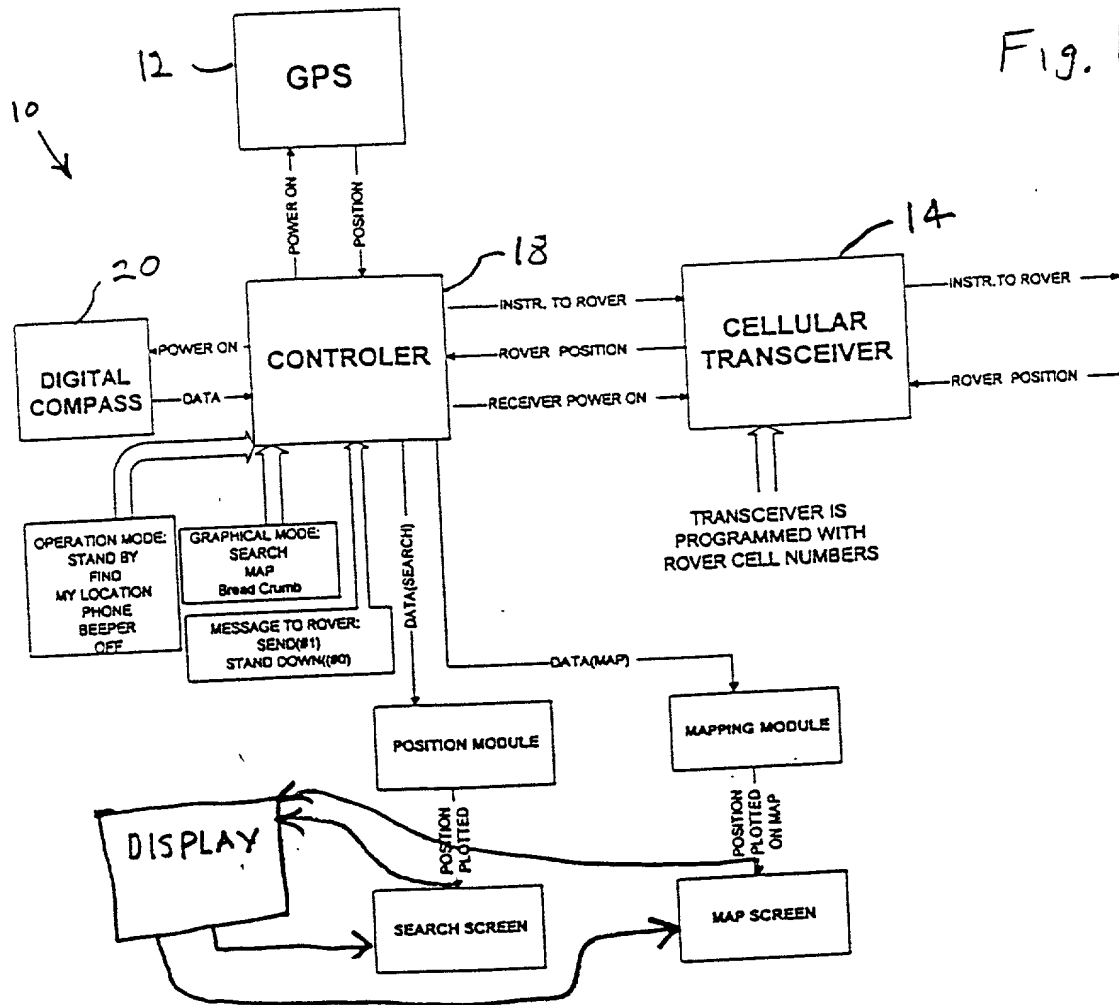 Fig.
12
GPS
10
POWER ON
POSITION
20
18
14
DIGITAL
COMPASS
POWER ON
DATA
CONTROLER
INSTR. TO ROVER
ROVER POSITION
RECEIVER POWER ON
CELLULAR
TRANSCEIVER
INSTR.TO ROVER
ROVER POSITION
OPERATION MODE:
STAND BY
FIND
MY LOCATION
PHONE
BEEPER
OFF
GRAPHICAL MODE:
SEARCH
MAP
Bread Crumb
MESSAGE TO ROVER:
SEND(#1)
STAND DOWN((#0)
DATA(SEARCH)
TRANSCEIVER IS
PROGRAMMED WITH
ROVER CELL NUMBERS
DATA(MAP)
POSITION MODULE
MAPPING MODULE
DISPLAY
POSITION
PLOTTED
POSITION
PLOTTED
ON MAP
SEARCH SCREEN
MAP SCREEN